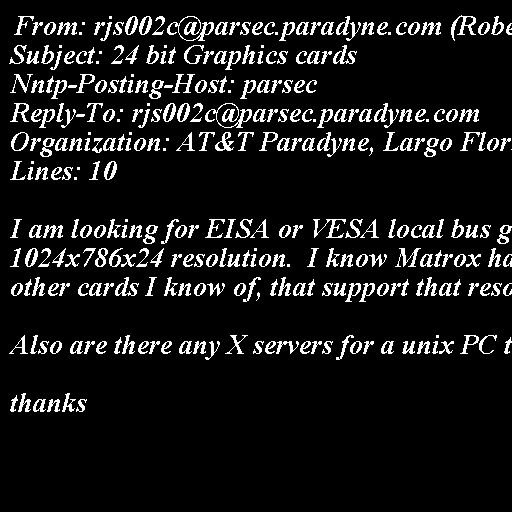 From: rjs002c@parsec.paradyne.com (Robe
Subject: 24 bit Graphics cards
Nntp-Posting-Host: parsec
Reply-To: rjs002c@parsec.paradyne.com
Organization: AT&T Paradyne, Largo Flor
Lines: 10

I am looking for EISA or VESA local bus g
1024x786x24 resolution.  I know Matrox ha
other cards I know of, that support that reso

Also are there any X servers for a unix PC t

thanks